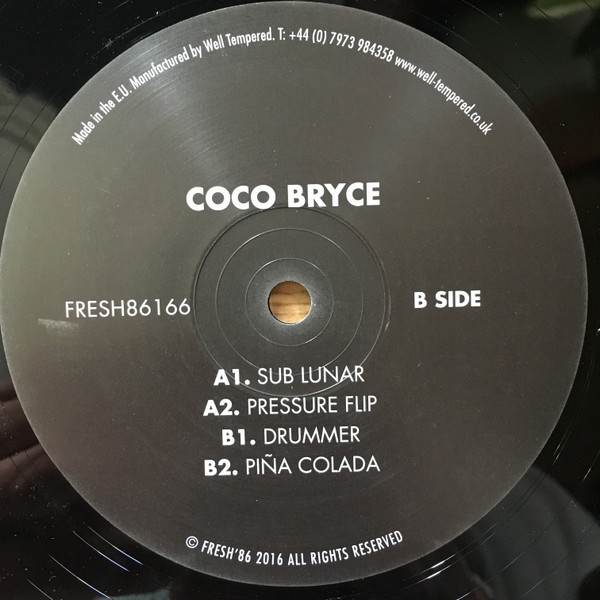 Made in the E.U. Manufactured by Well Tempered. T: +44 (0) 7973 984358 www.well-tempered.co.uk
COCO BRYCE
FRESH86166
B SIDE
A1. SUB LUNAR
A2. PRESSURE FLIP
B1. DRUMMER
B2. PIÑA COLADA
© FRESH'86 2016 ALL RIGHTS RESERVED